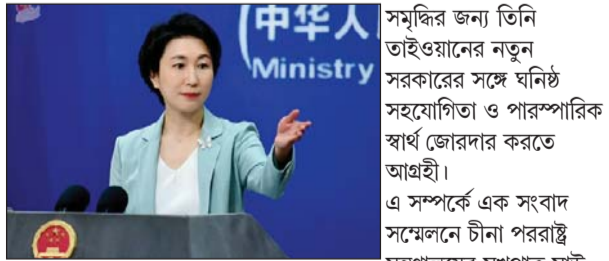 中华人
Ministry
সমৃদ্ধির জন্য তিনি
তাইওয়ানের নতুন
সরকারের সঙ্গে ঘনিষ্ঠ
সহযোগিতা ও পারস্পারিক
স্বার্থ জোরদার করতে
আগ্রহী।
এ সম্পর্কে এক সংবাদ
সম্মেলনে চীনা পররাষ্ট্র